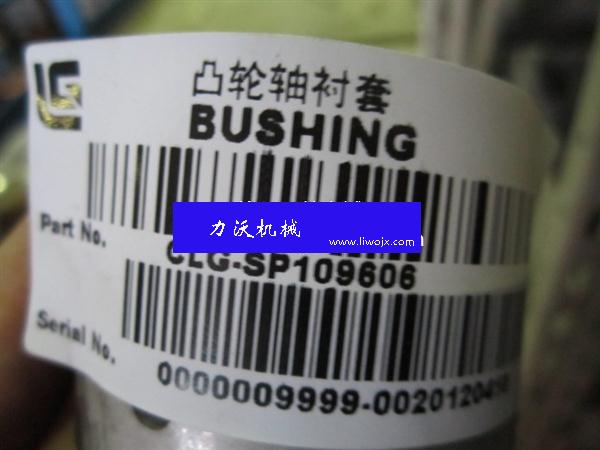 LG
凸轮轴衬套
BUSHING
力沃机械
www.liwojx.com
Part No.
CLG-SP109606
Serial No.
0000009999-002012041